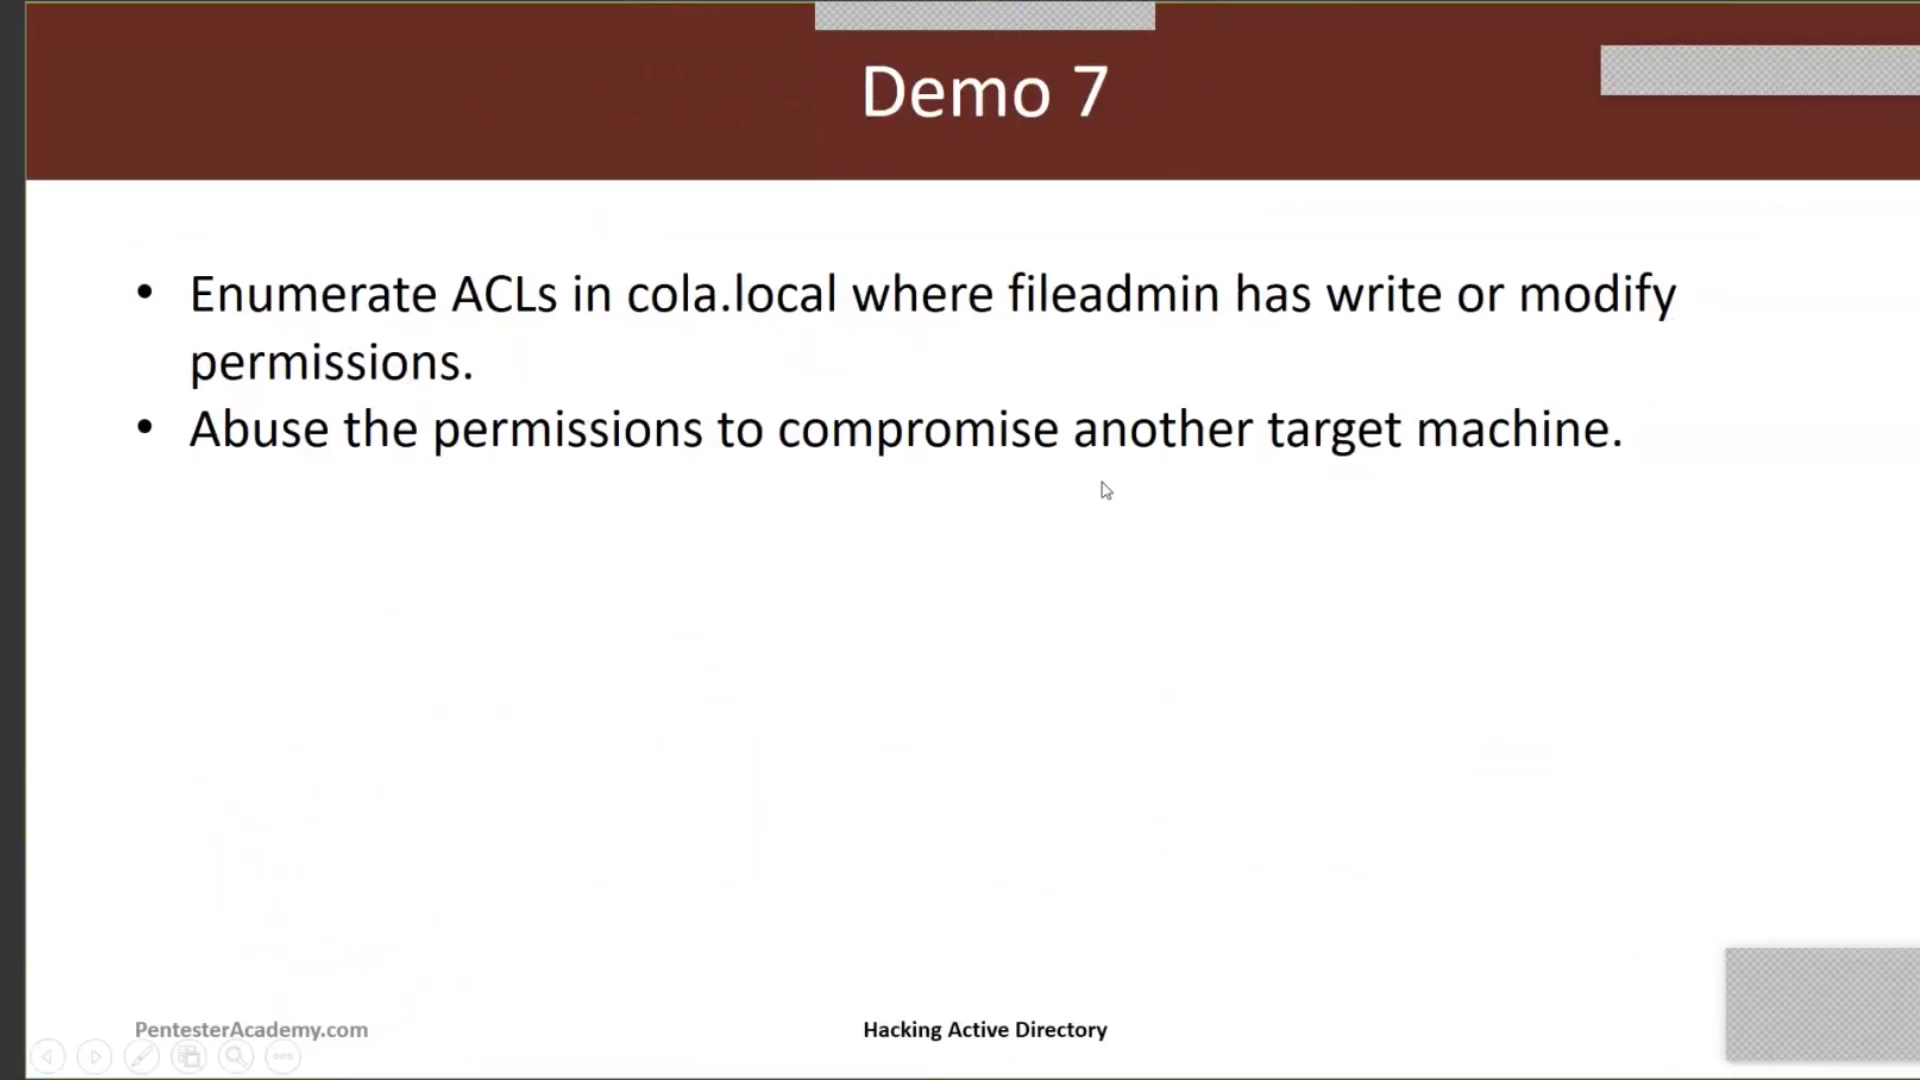 Demo 7
• Enumerate ACLs in cola.local where fileadmin has write or modify
permissions.
• Abuse the permissions to compromise another target machine.
PentesterAcademy.com
Hacking Active Directory